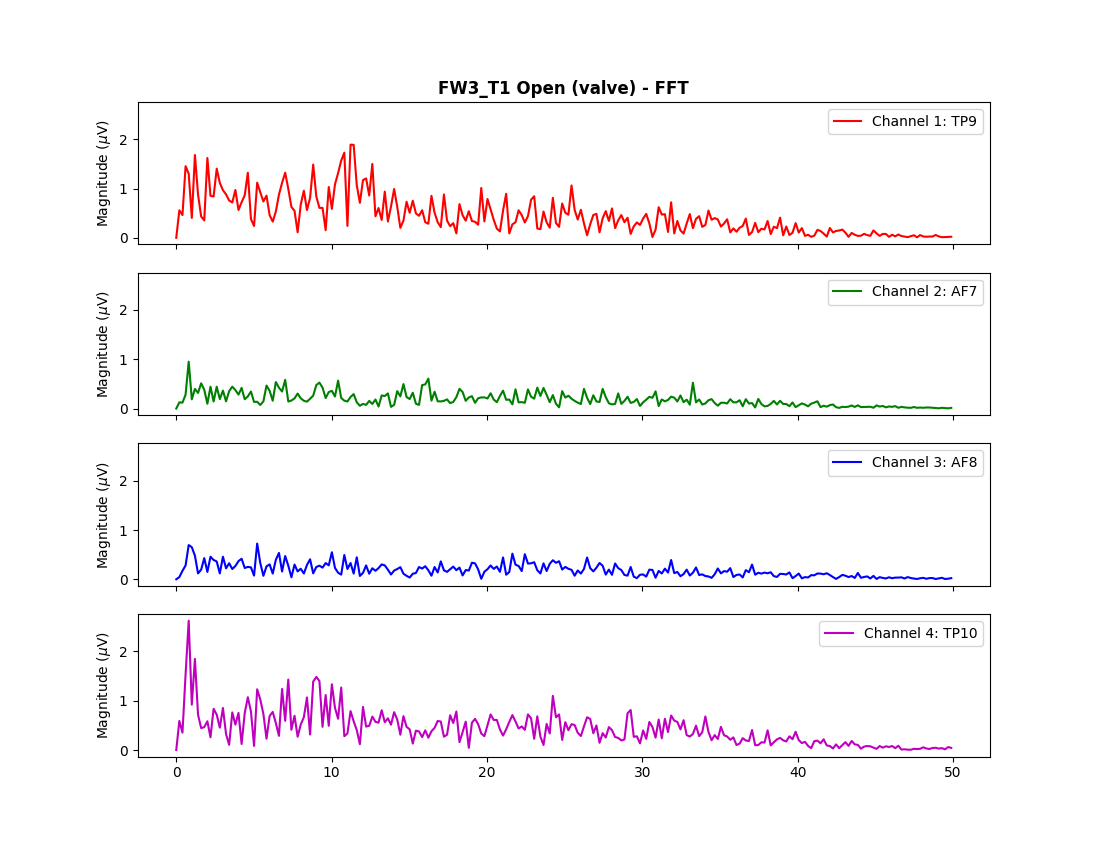 FW3_T1 Open (valve) - FFT
Magnitude (μV)
2
1
0
Channel 1: TP9
Magnitude (μV)
2
1
0
Channel 2: AF7
Magnitude (μV)
2
1
0
Channel 3: AF8
Magnitude (μV)
2
1
0
Channel 4: TP10
0 10 20 30 40 50